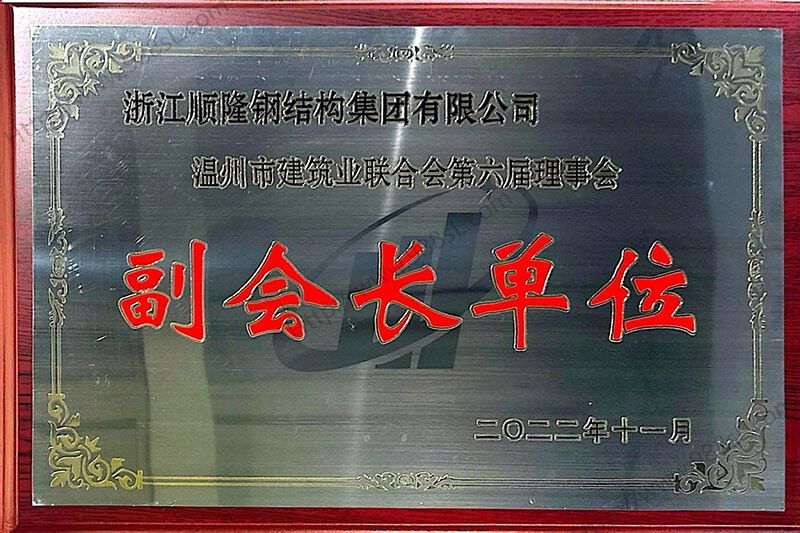 浙江顺隆钢结构集团有限公司
温州市建筑业联合会第六届理事会
副会长单位
二〇二二年十一月